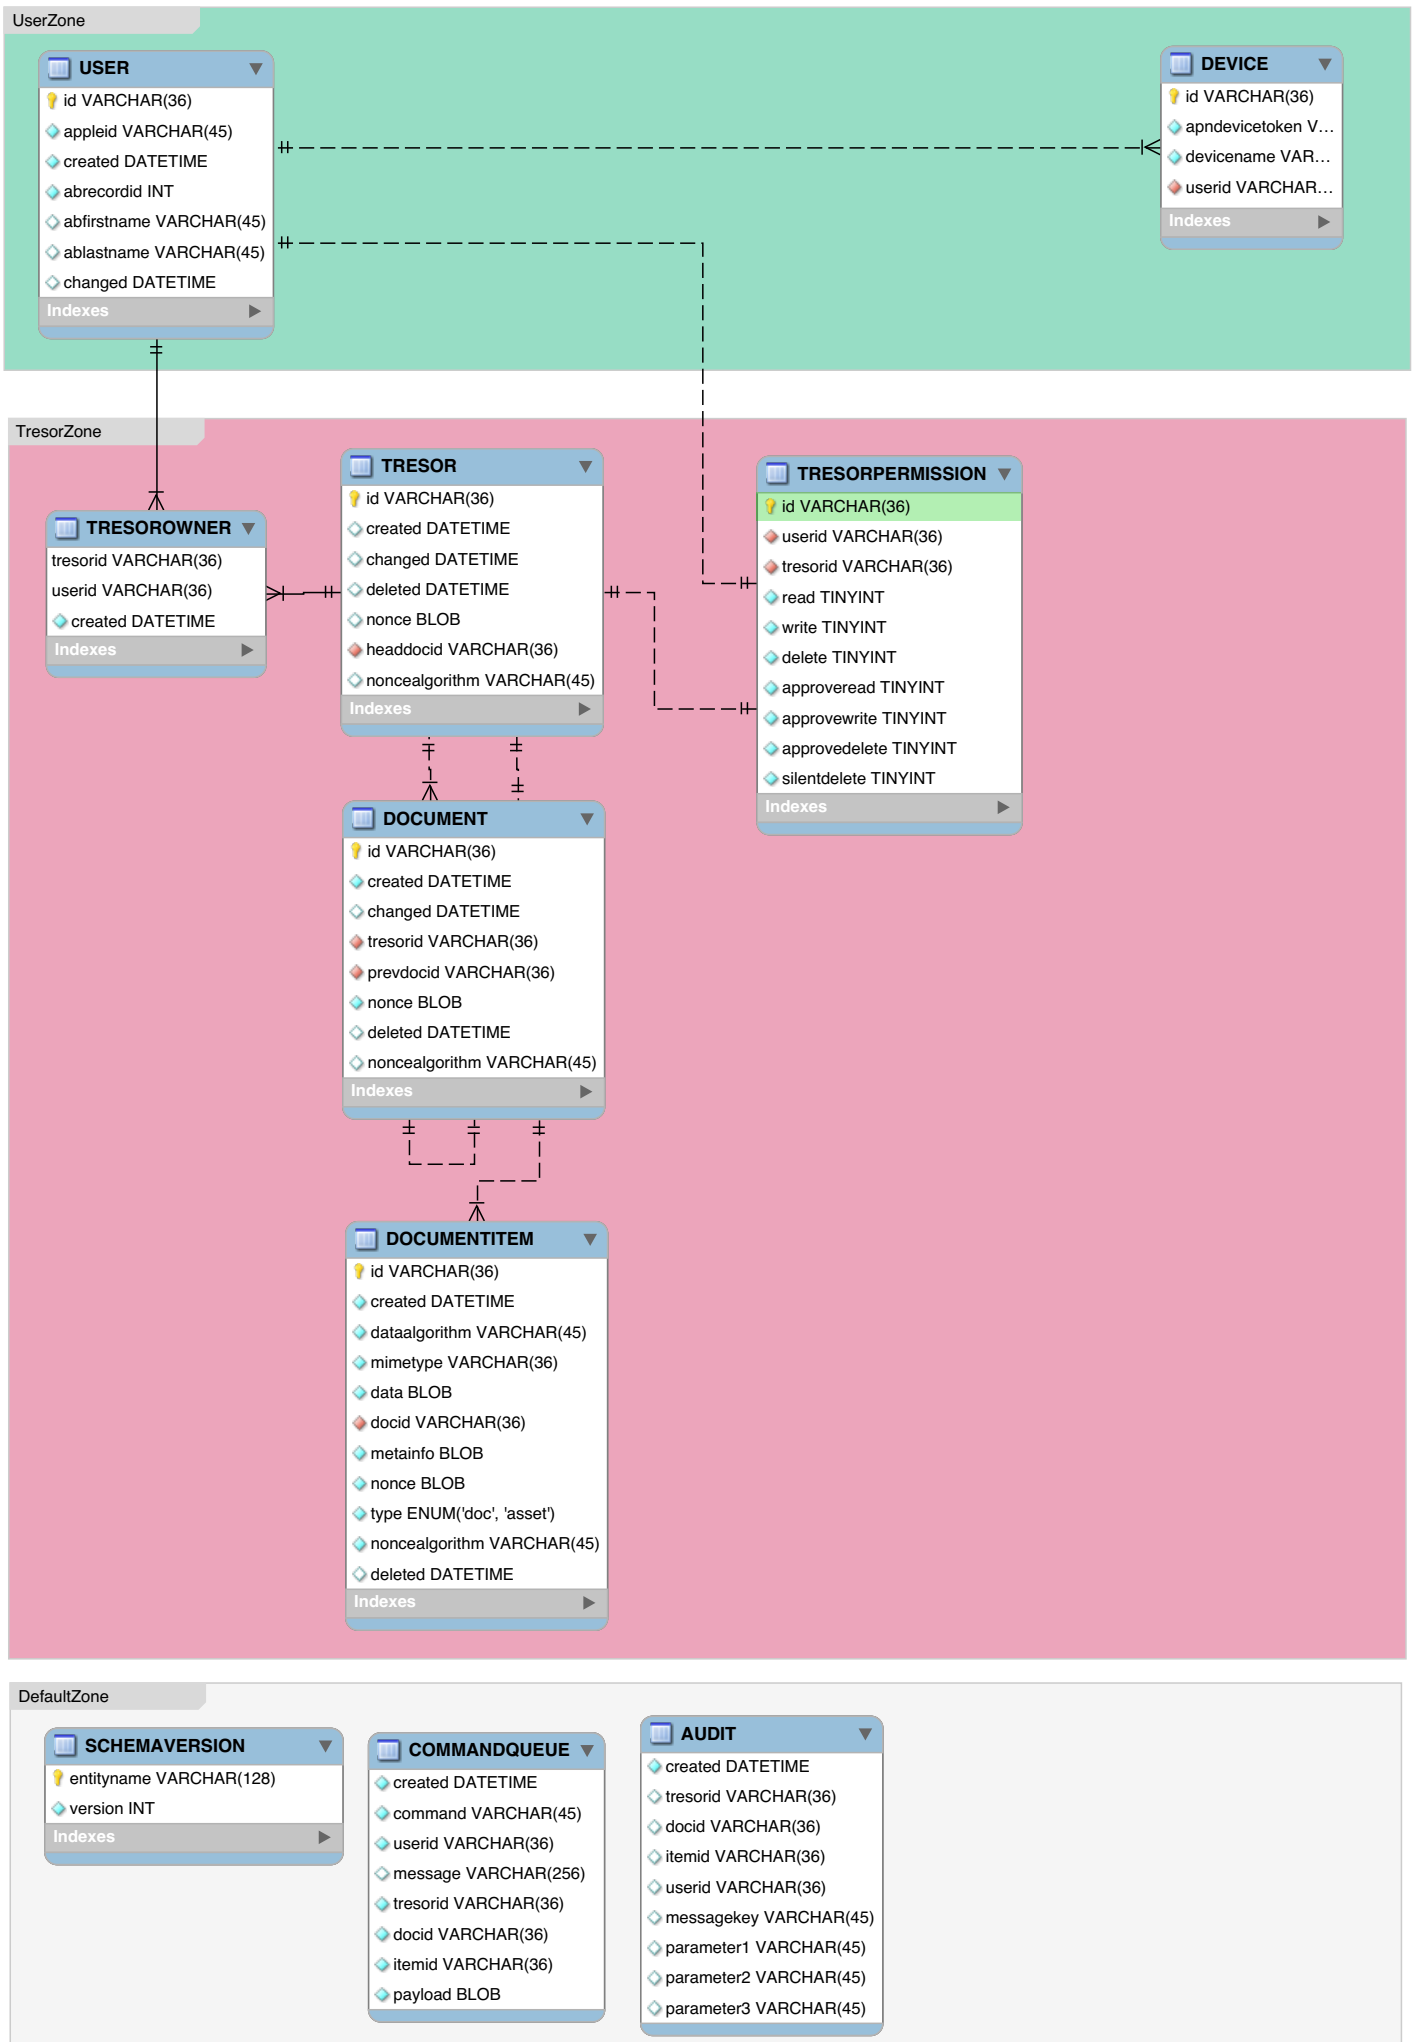 UserZone
USER
id VARCHAR(36)
appleid VARCHAR(45)
created DATETIME
abrecordid INT
abfirstname VARCHAR(45)
ablastname VARCHAR(45)
changed DATETIME
Indexes
DEVICE
id VARCHAR(36)
apndevicetoken V...
devicename VAR...
userid VARCHAR...
Indexes
TresorZone
TRESOROWNER
tresorid VARCHAR(36)
userid VARCHAR(36)
created DATETIME
Indexes
TRESOR
id VARCHAR(36)
created DATETIME
changed DATETIME
deleted DATETIME
nonce BLOB
headdocid VARCHAR(36)
noncealgorithm VARCHAR(45)
Indexes
TRESORPERMISSION
id VARCHAR(36)
userid VARCHAR(36)
tresorid VARCHAR(36)
read TINYINT
write TINYINT
delete TINYINT
approveread TINYINT
approvewrite TINYINT
approvedelete TINYINT
silentdelete TINYINT
Indexes
DOCUMENT
id VARCHAR(36)
created DATETIME
changed DATETIME
tresorid VARCHAR(36)
prevdocid VARCHAR(36)
nonce BLOB
deleted DATETIME
noncealgorithm VARCHAR(45)
Indexes
DOCUMENTITEM
id VARCHAR(36)
created DATETIME
dataalgorithm VARCHAR(45)
mimetype VARCHAR(36)
data BLOB
docid VARCHAR(36)
metainfo BLOB
nonce BLOB
type ENUM('doc', 'asset')
noncealgorithm VARCHAR(45)
deleted DATETIME
Indexes
DefaultZone
SCHEMAVERSION
entityname VARCHAR(128)
version INT
Indexes
COMMANDQUEUE
created DATETIME
command VARCHAR(45)
userid VARCHAR(36)
message VARCHAR(256)
tresorid VARCHAR(36)
docid VARCHAR(36)
itemid VARCHAR(36)
payload BLOB
AUDIT
created DATETIME
tresorid VARCHAR(36)
docid VARCHAR(36)
itemid VARCHAR(36)
userid VARCHAR(36)
messagekey VARCHAR(45)
parameter1 VARCHAR(45)
parameter2 VARCHAR(45)
parameter3 VARCHAR(45)